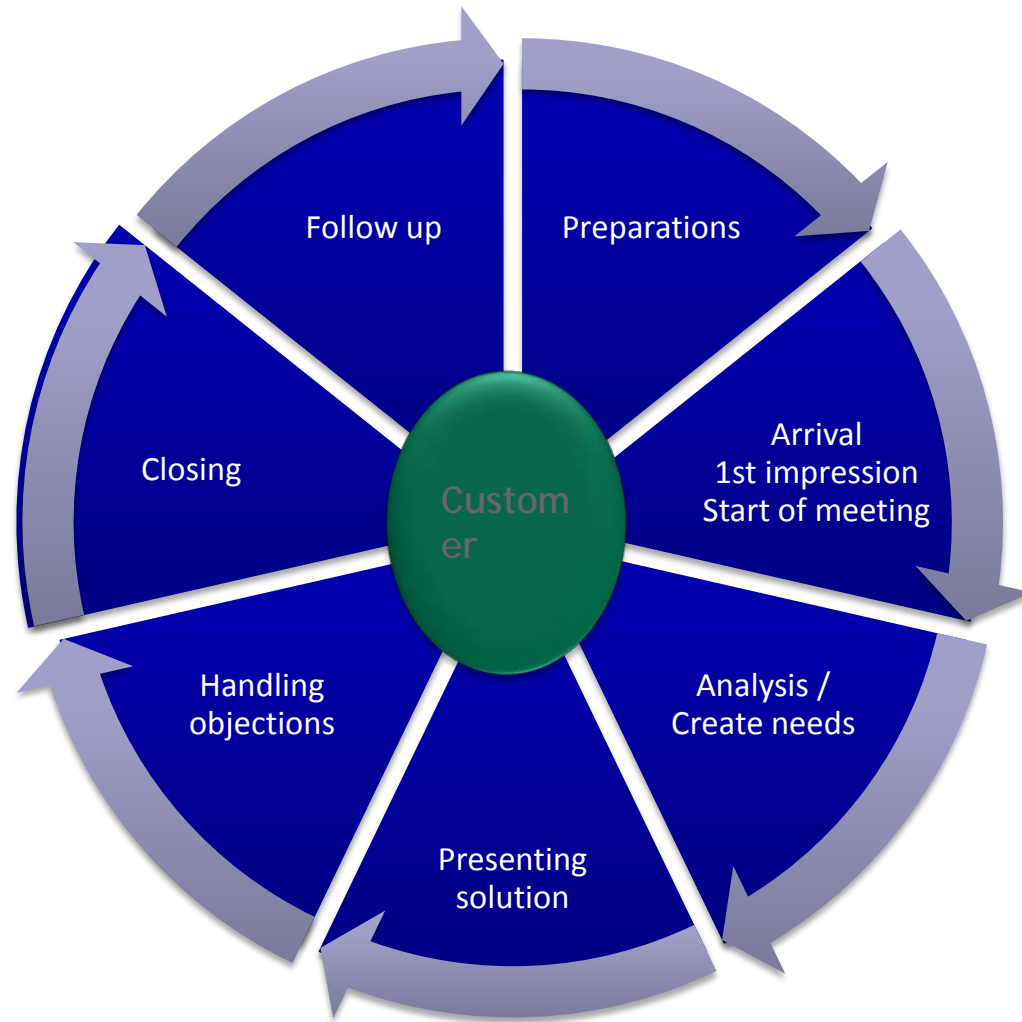 Follow up
Preparations
Arrival
1st impression
Start of meeting
Closing
Custom
er
Handling
objections
Analysis /
Create needs
Presenting
solution